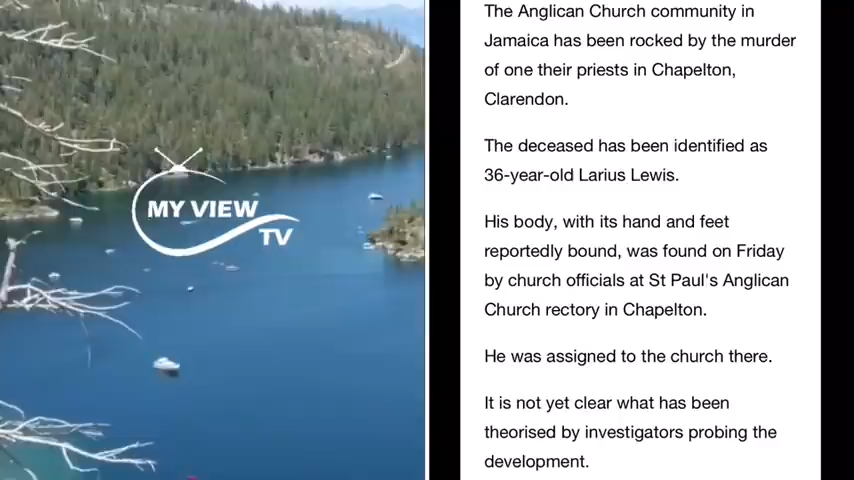 MY VIEW
TV
The Anglican Church community in
Jamaica has been rocked by the murder
of one their priests in Chapelton,
Clarendon.
The deceased has been identified as
36-year-old Larius Lewis.
His body, with its hand and feet
reportedly bound, was found on Friday
by church officials at St Paul's Anglican
Church rectory in Chapelton.
He was assigned to the church there.
It is not yet clear what has been
theorised by investigators probing the
development.